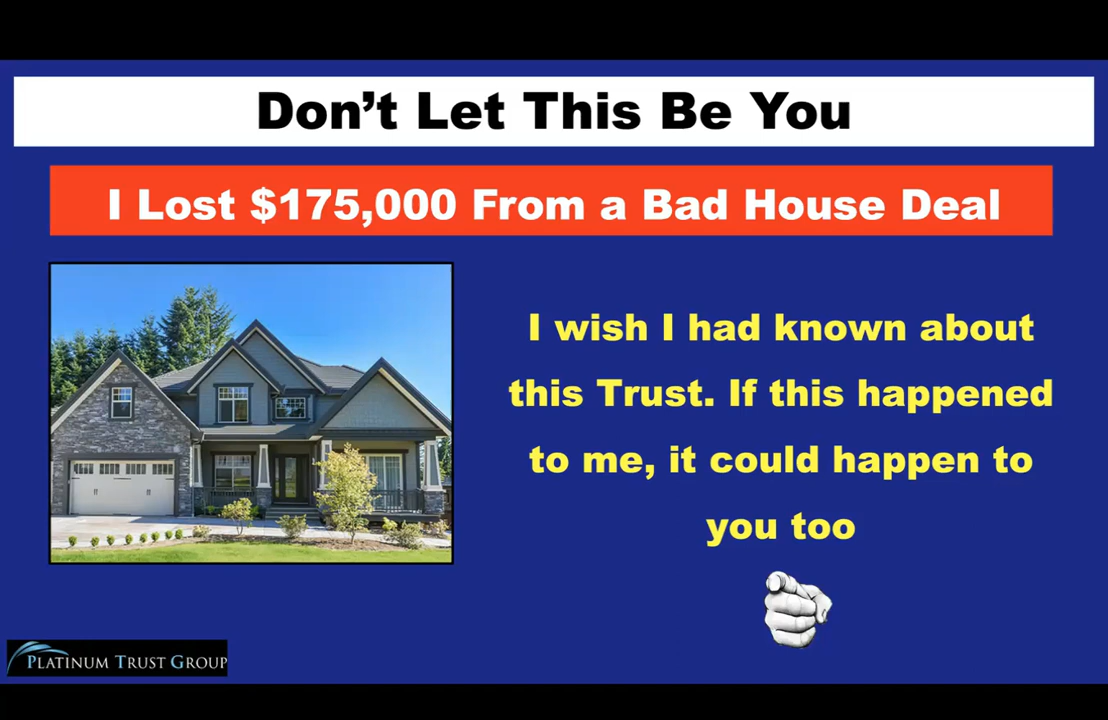 Don’t Let This Be You
I Lost $175,000 From a Bad House Deal
I wish I had known about
this Trust. If this happened
to me, it could happen to
you too
PLATINUM TRUST GROUP